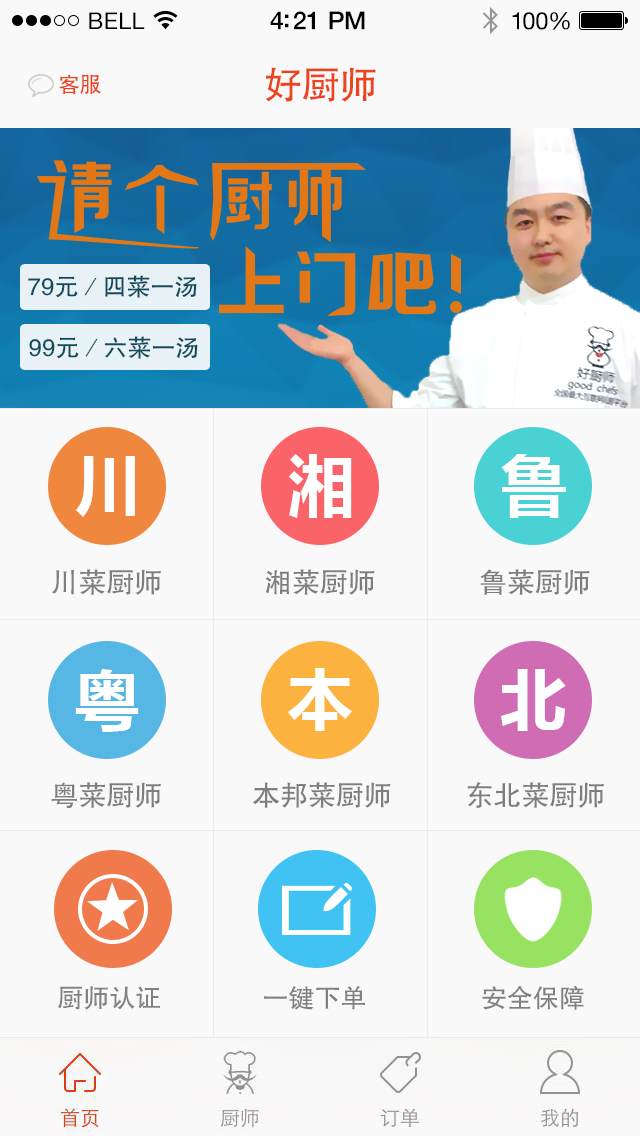 BELL 4:21 PM 100%
客服 好厨师
请个厨师
上门吧!
79元 / 四菜一汤
99元 / 六菜一汤
好厨师
good chefs
川 湘 鲁
川菜厨师 湘菜厨师 鲁菜厨师
粤 本 北
粤菜厨师 本邦菜厨师 东北菜厨师
厨师认证 一键下单 安全保障
首页 厨师 订单 我的